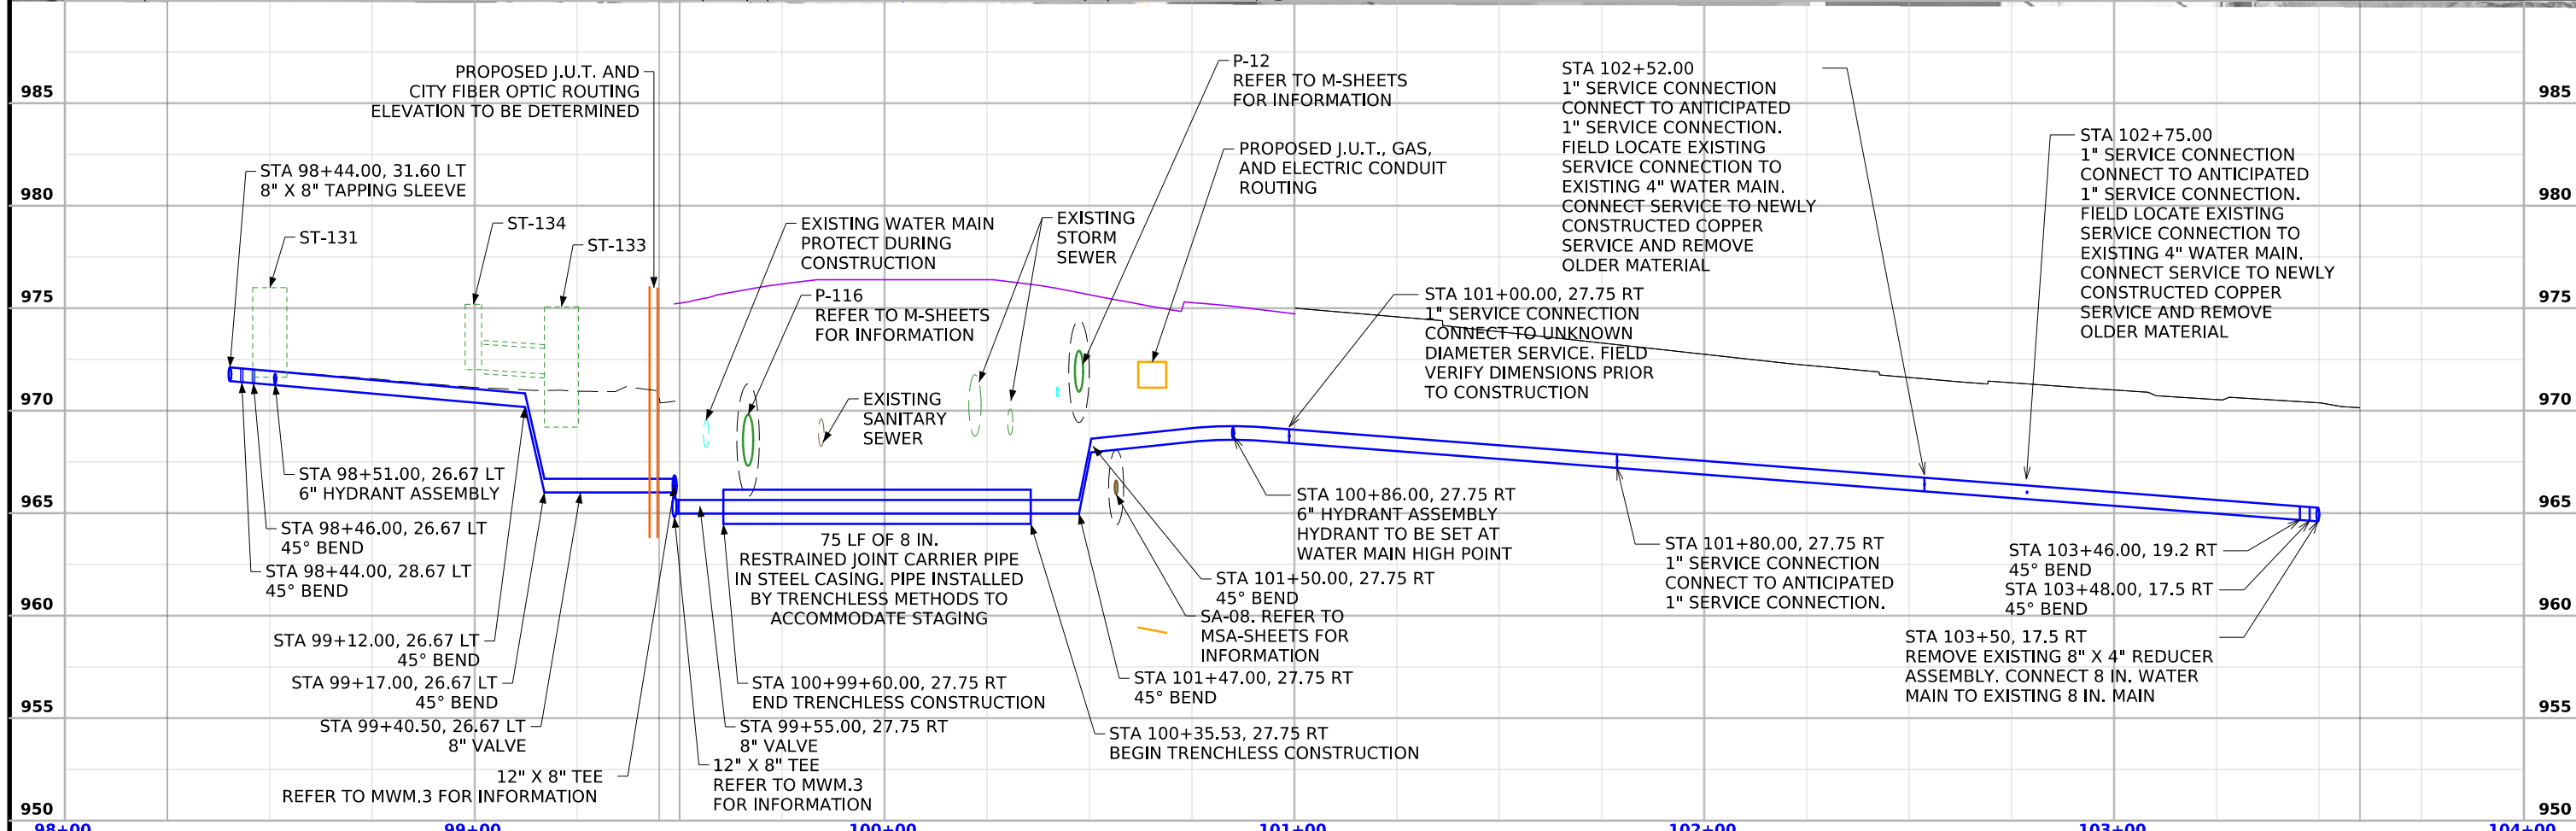 PROPOSED J.U.T. AND
CITY FIBER OPTIC ROUTING
ELEVATION TO BE DETERMINED
P-12
REFER TO M-SHEETS
FOR INFORMATION
STA 102+52.00
1" SERVICE CONNECTION
CONNECT TO ANTICIPATED
1" SERVICE CONNECTION.
FIELD LOCATE EXISTING
SERVICE CONNECTION TO
EXISTING 4" WATER MAIN.
CONNECT SERVICE TO NEWLY
CONSTRUCTED COPPER
SERVICE AND REMOVE
OLDER MATERIAL
STA 102+75.00
1" SERVICE CONNECTION
CONNECT TO ANTICIPATED
1" SERVICE CONNECTION.
FIELD LOCATE EXISTING
SERVICE CONNECTION TO
EXISTING 4" WATER MAIN.
CONNECT SERVICE TO NEWLY
CONSTRUCTED COPPER
SERVICE AND REMOVE
OLDER MATERIAL
985
985
PROPOSED J.U.T., GAS,
AND ELECTRIC CONDUIT
ROUTING
STA 98+44.00, 31.60 LT
8" X 8" TAPPING SLEEVE
980
980
ST-131
ST-134
ST-133
EXISTING WATER MAIN
PROTECT DURING
CONSTRUCTION
EXISTING
STORM
SEWER
P-116
REFER TO M-SHEETS
FOR INFORMATION
STA 101+00.00, 27.75 RT
1" SERVICE CONNECTION
CONNECT TO UNKNOWN
DIAMETER SERVICE. FIELD
VERIFY DIMENSIONS PRIOR
TO CONSTRUCTION
975
975
970
970
EXISTING
SANITARY
SEWER
STA 98+51.00, 26.67 LT
6" HYDRANT ASSEMBLY
STA 98+46.00, 26.67 LT
45° BEND
STA 98+44.00, 28.67 LT
45° BEND
965
965
STA 100+86.00, 27.75 RT
6" HYDRANT ASSEMBLY
HYDRANT TO BE SET AT
WATER MAIN HIGH POINT
75 LF OF 8 IN.
RESTRAINED JOINT CARRIER PIPE
IN STEEL CASING. PIPE INSTALLED
BY TRENCHLESS METHODS TO
ACCOMMODATE STAGING
STA 101+80.00, 27.75 RT
1" SERVICE CONNECTION
CONNECT TO ANTICIPATED
1" SERVICE CONNECTION.
STA 103+46.00, 19.2 RT
45° BEND
STA 103+48.00, 17.5 RT
45° BEND
STA 101+50.00, 27.75 RT
45° BEND
SA-08. REFER TO
MSA-SHEETS FOR
INFORMATION
960
960
STA 103+50, 17.5 RT
REMOVE EXISTING 8" X 4" REDUCER
ASSEMBLY. CONNECT 8 IN. WATER
MAIN TO EXISTING 8 IN. MAIN
STA 99+12.00, 26.67 LT
45° BEND
STA 99+17.00, 26.67 LT
45° BEND
STA 99+40.50, 26.67 LT
8" VALVE
STA 100+99+60.00, 27.75 RT
END TRENCHLESS CONSTRUCTION
STA 101+47.00, 27.75 RT
45° BEND
955
955
STA 99+55.00, 27.75 RT
8" VALVE
STA 100+35.53, 27.75 RT
BEGIN TRENCHLESS CONSTRUCTION
12" X 8" TEE
REFER TO MWM.3 FOR INFORMATION
12" X 8" TEE
REFER TO MWM.3
FOR INFORMATION
950
950
98+00
99+00
100+00
101+00
102+00
103+00
104+00